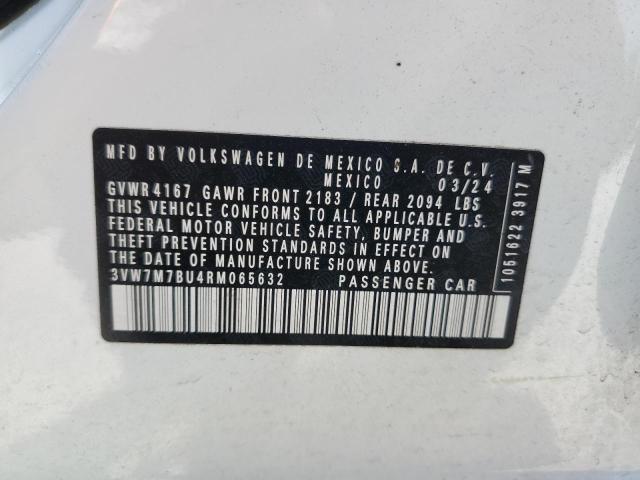 MFD BY VOLKSWAGEN DE MEXICO S.A. DE C.V.
MEXICO 03/24
GVWR 4167 GAWR FRONT 2183 / REAR 2094 LBS
THIS VEHICLE CONFORMS TO ALL APPLICABLE U.S.
FEDERAL MOTOR VEHICLE SAFETY, BUMPER AND
THEFT PREVENTION STANDARDS IN EFFECT ON
THE DATE OF MANUFACTURE SHOWN ABOVE.
3VW7M7BU4RM065632 PASSENGER CAR
1051622 3917 M